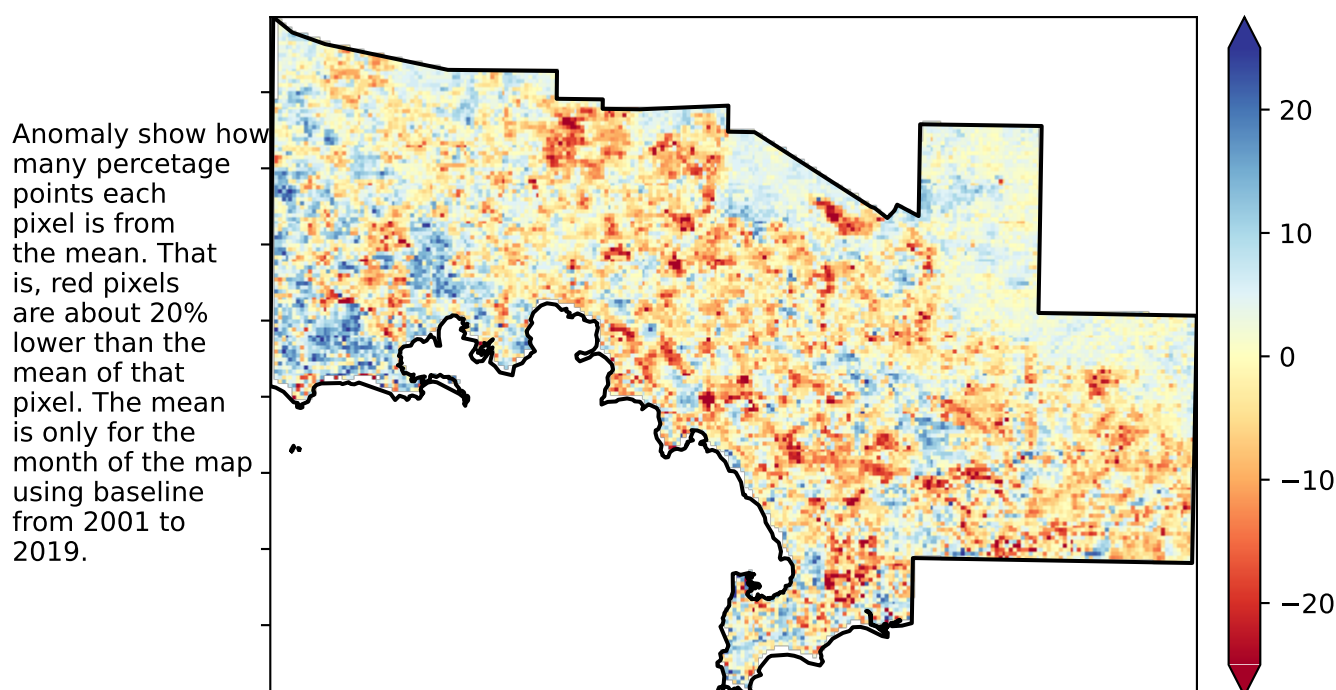 Anomaly show how
many percetage
points each
pixel is from
the mean. That
is, red pixels
are about 20%
lower than the
mean of that
pixel. The mean
is only for the
month of the map
using baseline
from 2001 to
2019.
20
10
0
−10
−20